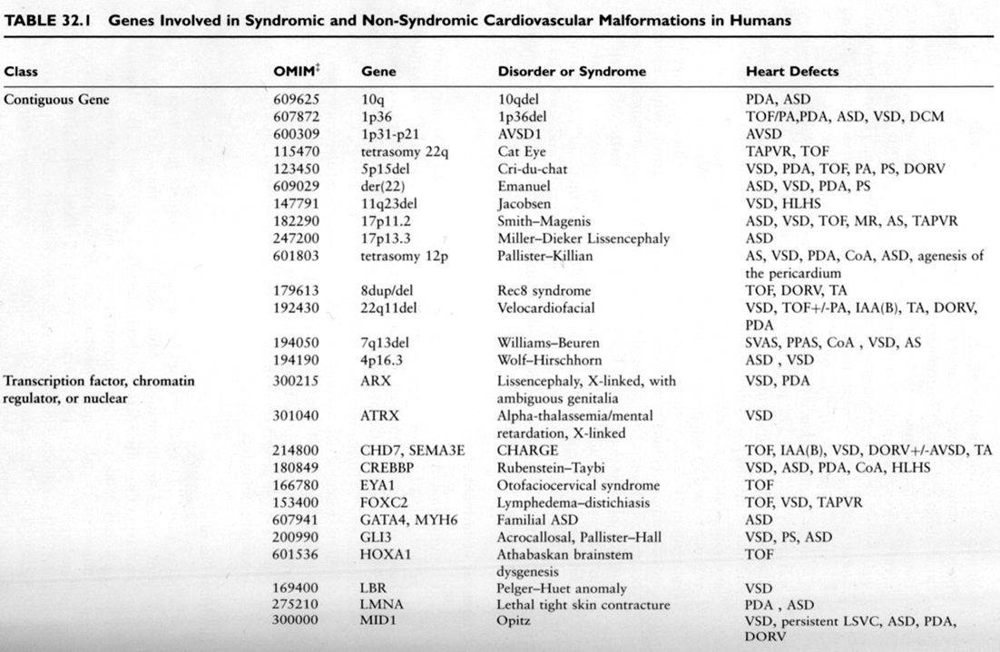 TABLE 32.1 Genes Involved in Syndromic and Non-Syndromic Cardiovascular Malformations in Humans
Class OMIM‡ Gene Disorder or Syndrome Heart Defects
Contiguous Gene 609625 10q 10qdel PDA, ASD
607872 1p36 1p36del TOF/PA,PDA, ASD, VSD, DCM
600309 1p31-p21 AVSD1 AVSD
115470 tetrasomy 22q Cat Eye TAPVR, TOF
123450 5p15del Cri-du-chat VSD, PDA, TOF, PA, PS, DORV
609029 der(22) Emanuel ASD, VSD, PDA, PS
147791 11q23del Jacobsen VSD, HLHS
182290 17p11.2 Smith–Magenis ASD, VSD, TOF, MR, AS, TAPVR
247200 17p13.3 Miller–Dieker Lissencephaly ASD
601803 tetrasomy 12p Pallister–Killian AS, VSD, PDA, CoA, ASD, agenesis of
the pericardium
179613 8dup/del Rec8 syndrome TOF, DORV, TA
192430 22q11del Velocardiofacial VSD, TOF+/-PA, IAA(B), TA, DORV,
PDA
194050 7q13del Williams–Beuren SVAS, PPAS, CoA , VSD, AS
194190 4p16.3 Wolf–Hirschhorn ASD , VSD
Transcription factor, chromatin 300215 ARX Lissencephaly, X-linked, with VSD, PDA
regulator, or nuclear ambiguous genitalia
301040 ATRX Alpha-thalassemia/mental VSD
retardation, X-linked
214800 CHD7, SEMA3E CHARGE TOF, IAA(B), VSD, DORV+/-AVSD, TA
180849 CREBBP Rubenstein–Taybi VSD, ASD, PDA, CoA, HLHS
166780 EYA1 Otofaciocervical syndrome TOF
153400 FOXC2 Lymphedema–distichiasis TOF, VSD, TAPVR
607941 GATA4, MYH6 Familial ASD ASD
200990 GLI3 Acrocallosal, Pallister–Hall VSD, PS, ASD
601536 HOXA1 Athabaskan brainstem TOF
dysgenesis
169400 LBR Pelger–Huet anomaly VSD
275210 LMNA Lethal tight skin contracture PDA , ASD
300000 MID1 Opitz VSD, persistent LSVC, ASD, PDA,
DORV